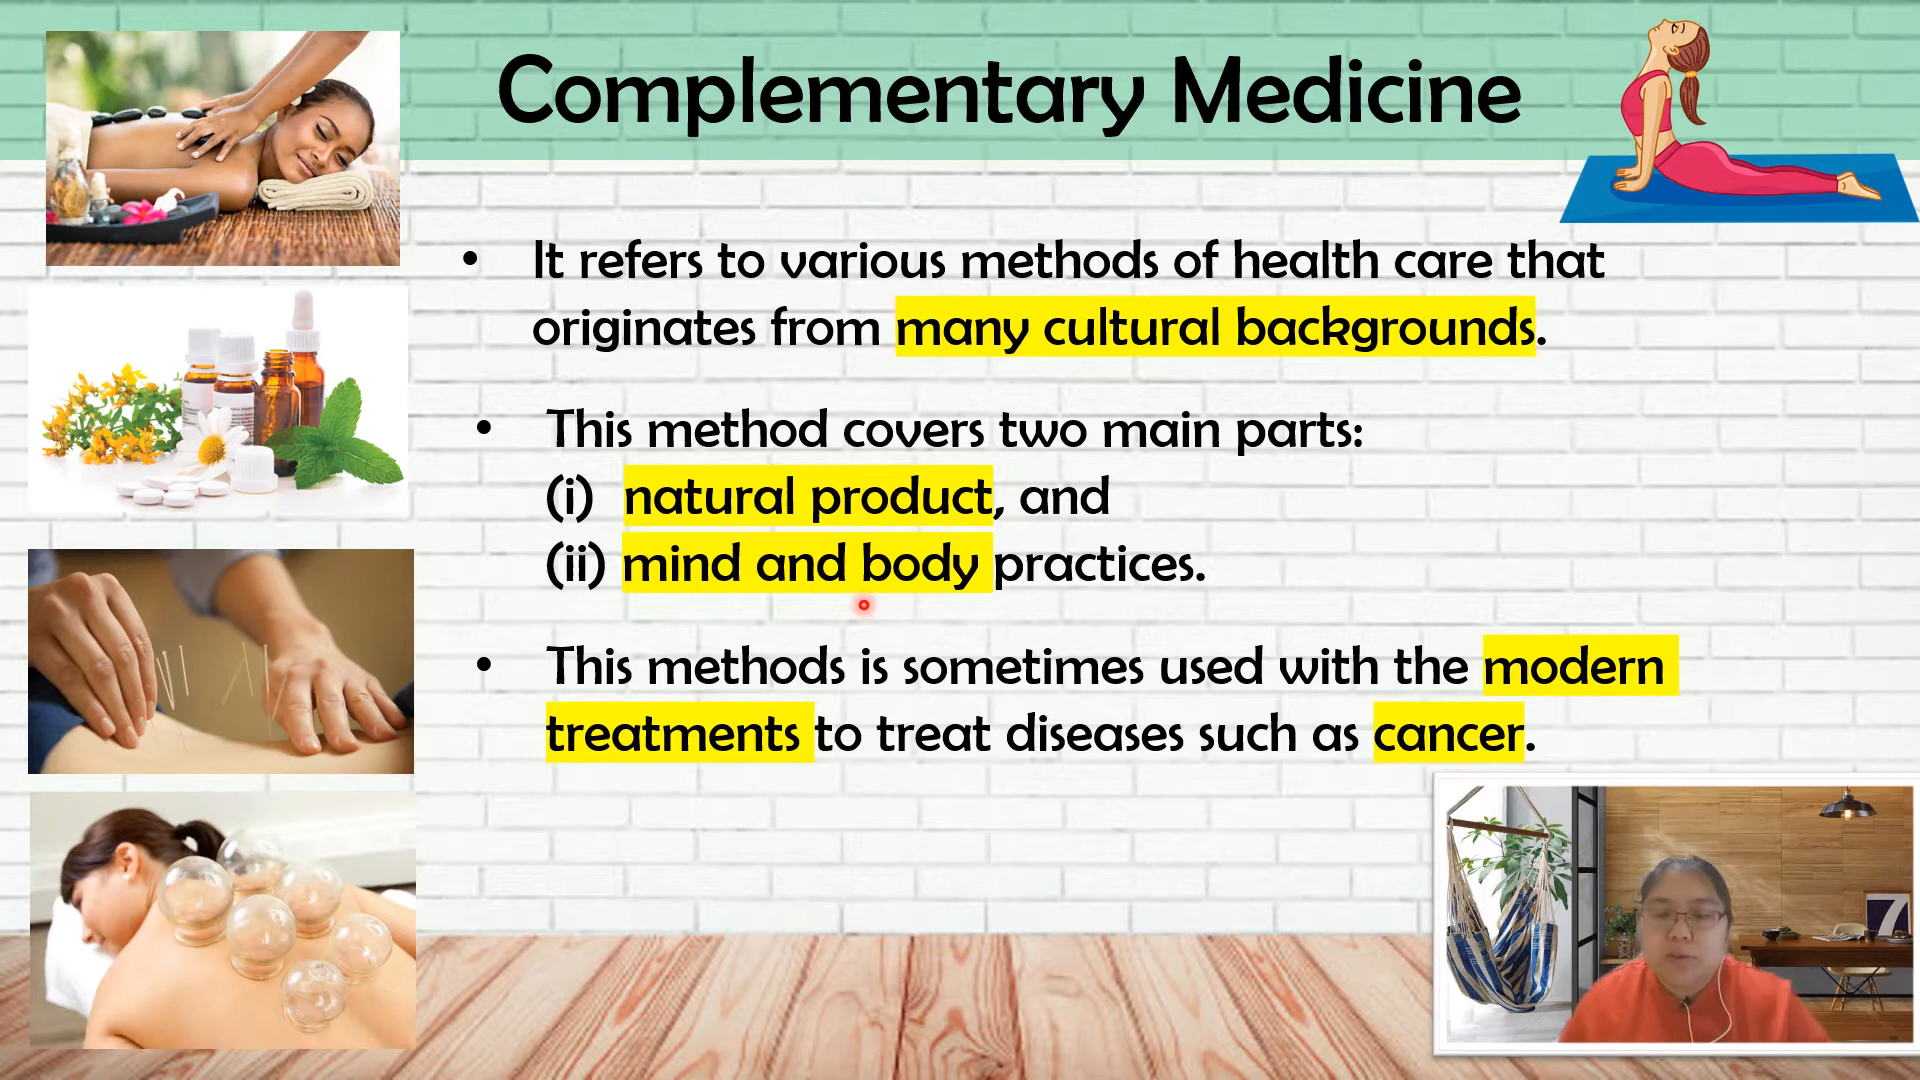 Complementary Medicine
• It refers to various methods of health care that
originates from many cultural backgrounds.
• This method covers two main parts:
(i) natural product, and
(ii) mind and body practices.
• This methods is sometimes used with the modern
treatments to treat diseases such as cancer.
7